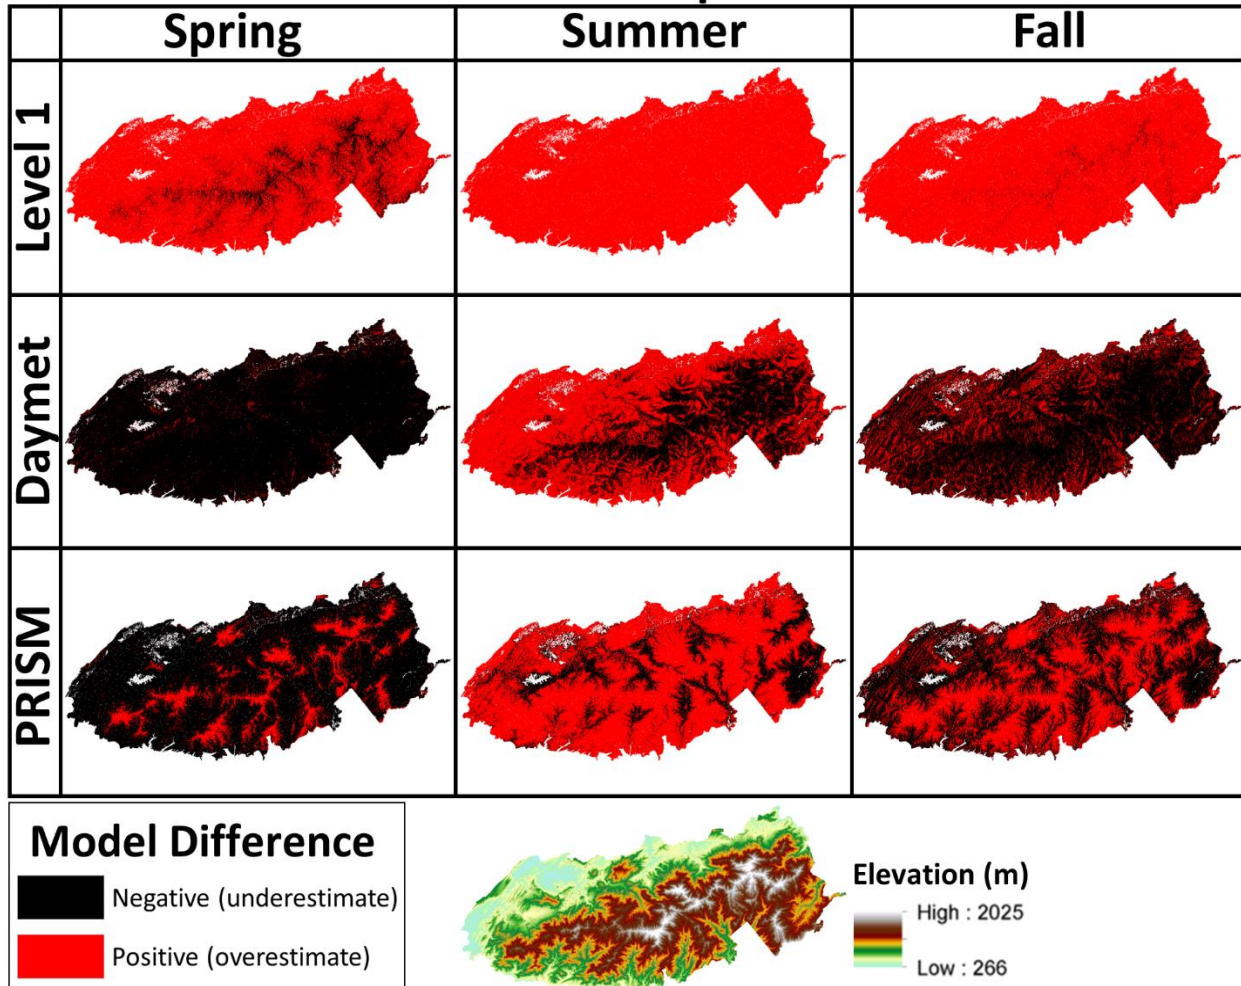 Spring
Summer
Fall
Level 1
Daymet
PRISM
Model Difference
Negative (underestimate)
Positive (overestimate)
Elevation (m)
High : 2025
Low : 266